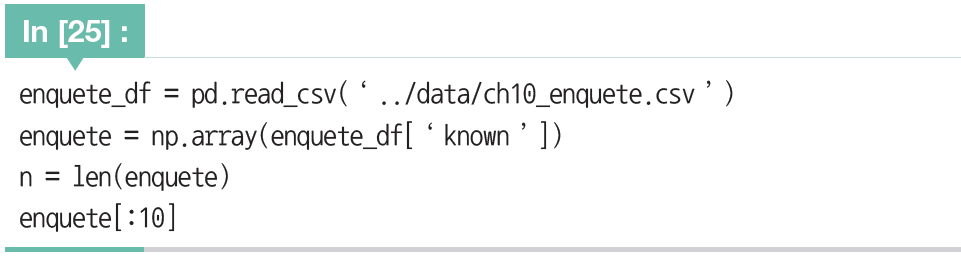 In [25] :
enquete_df = pd.read_csv( ‘ ../data/ch10_enquete.csv ’ )
enquete = np.array(enquete_df[ ‘ known ’ ])
n = len(enquete)
enquete[:10]